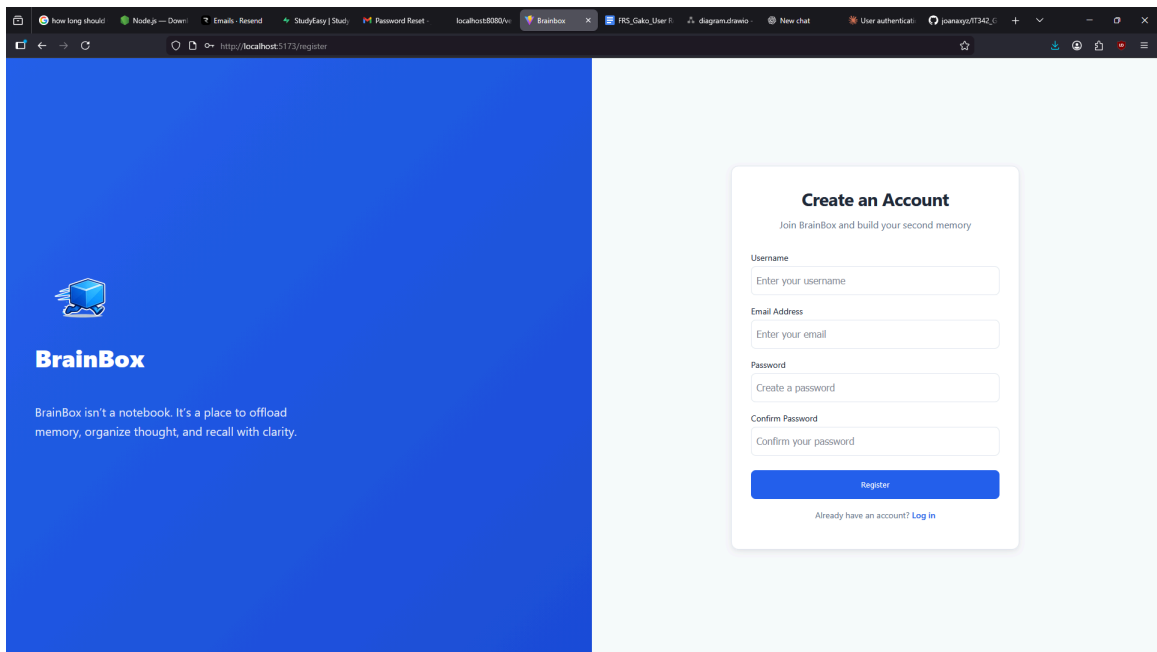 how long should
Node.js — Down
Emails · Resend
StudyEasy | Study
Password Reset -
localhost:8080/ve
Brainbox
FRS_Gako_User R
diagram.drawio -
New chat
User authenticati
joanaxyz/IT342_G
http://localhost:5173/register
BrainBox
BrainBox isn't a notebook. It's a place to offload
memory, organize thought, and recall with clarity.
Create an Account
Join BrainBox and build your second memory
Username
Enter your username
Email Address
Enter your email
Password
Create a password
Confirm Password
Confirm your password
Register
Already have an account? Log in